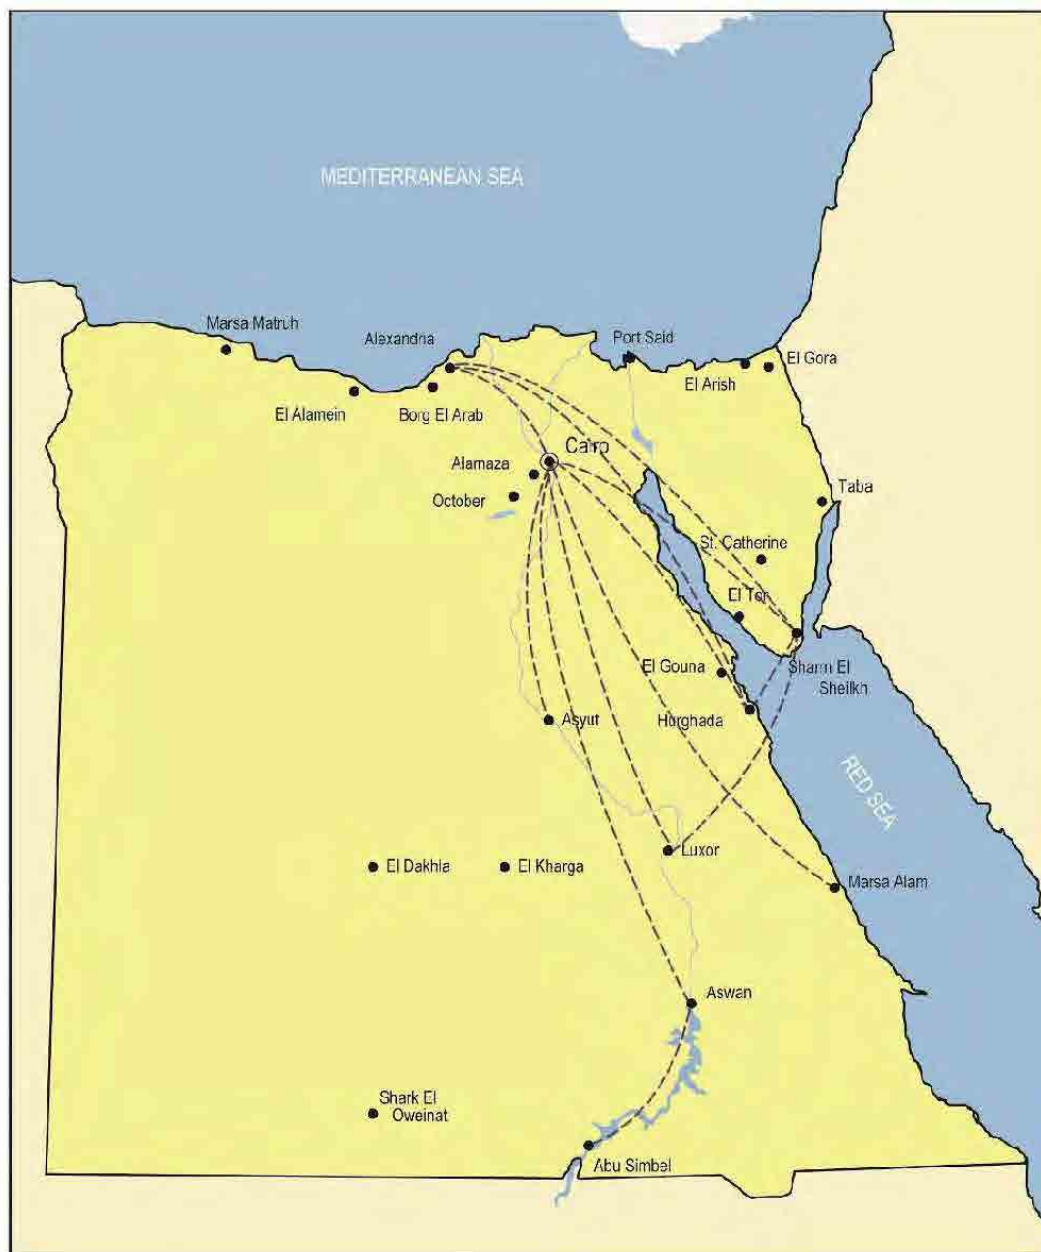 MEDITERRANEAN SEA
Marsa Matruh
Alexandria
Port Said
El Gora
El Arish
El Alamein
Borg El Arab
Cairo
Alamaza
October
Taba
St. Catherine
El Tor
El Gouna
Sharm El
Sheilkh
Hurghada
Asyut
RED SEA
Luxor
El Dakhla
El Kharga
Marsa Alam
Aswan
Shark El
Oweinat
Abu Simbel